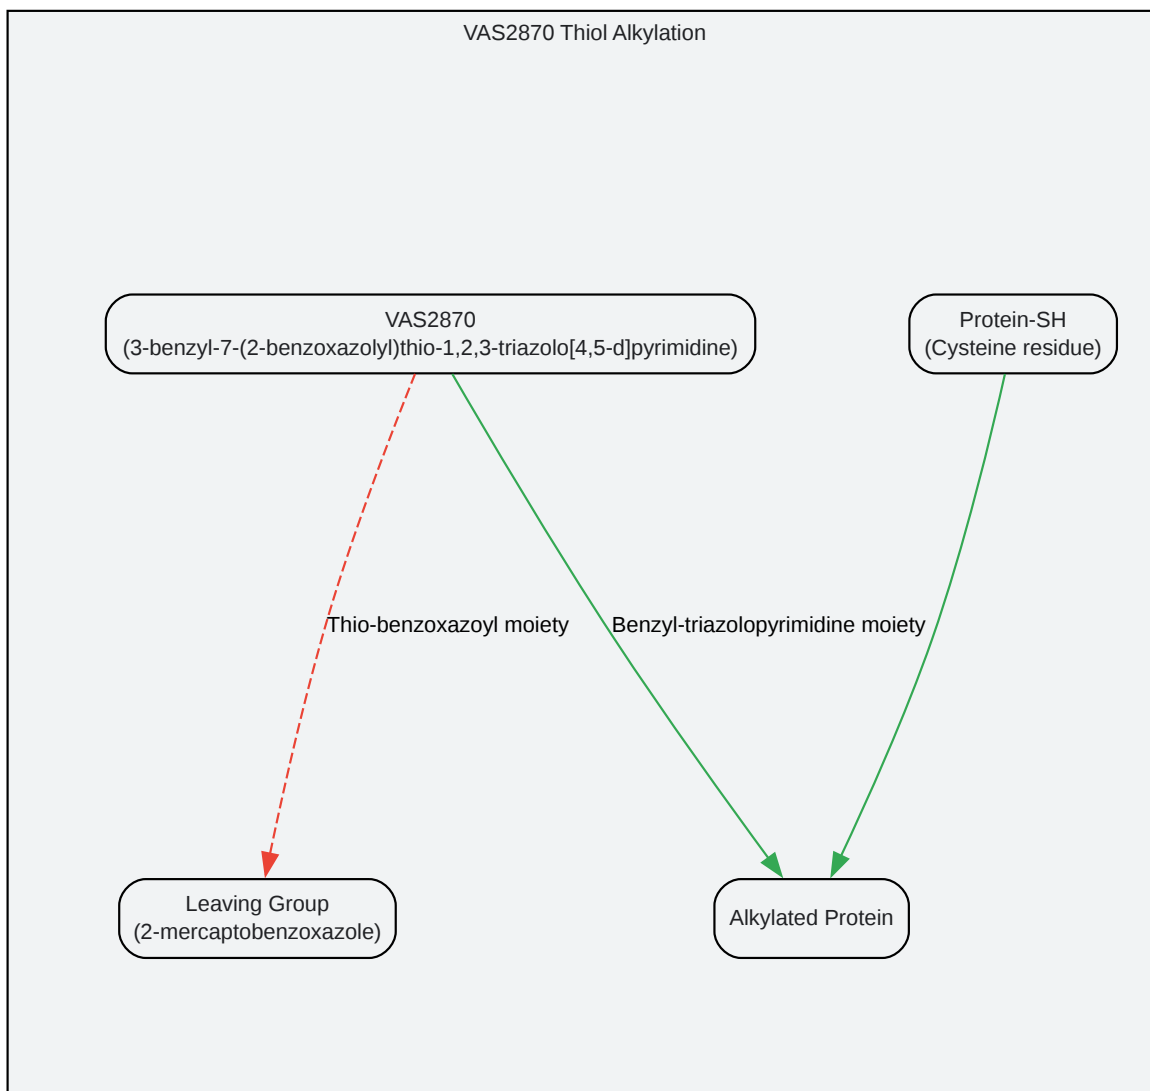 VAS2870 Thiol Alkylation
VAS2870
(3-benzyl-7-(2-benzoxazolyl)thio-1,2,3-triazolo[4,5-d]pyrimidine)
Protein-SH
(Cysteine residue)
Thio-benzoxazoyl moiety
Benzyl-triazolopyrimidine moiety
Leaving Group
(2-mercaptobenzoxazole)
Alkylated Protein